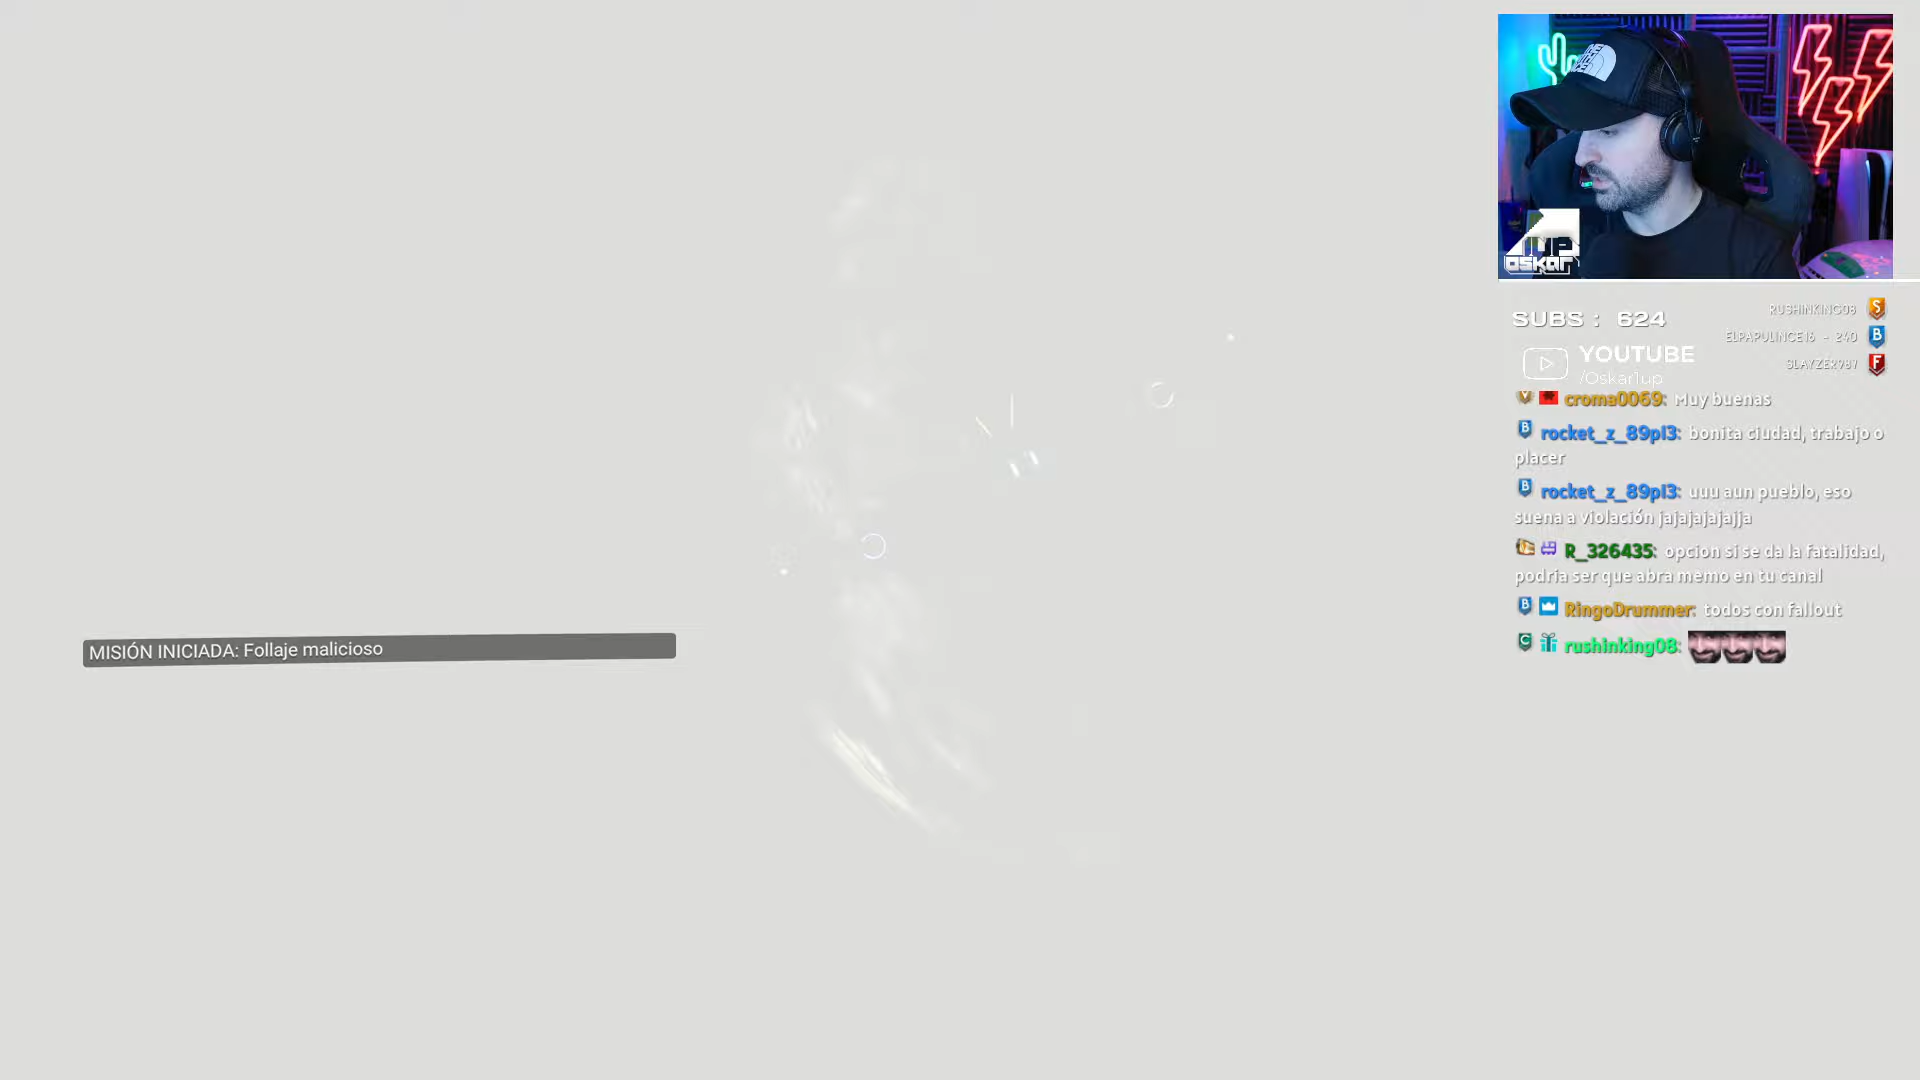 1UP
oskar
SUBS : 624
RUSHINKING08
ELPAPULINCE16 - 240
SLAYZER987
YOUTUBE
/Oskar1up
croma0069: Muy buenas
rocket_z_89pl3: bonita ciudad, trabajo o
placer
rocket_z_89pl3: uuu aun pueblo, eso
suena a violación jajajajajajja
R_326435: opcion si se da la fatalidad,
podria ser que abra memo en tu canal
RingoDrummer: todos con fallout
rushinking08:
MISIÓN INICIADA: Follaje malicioso